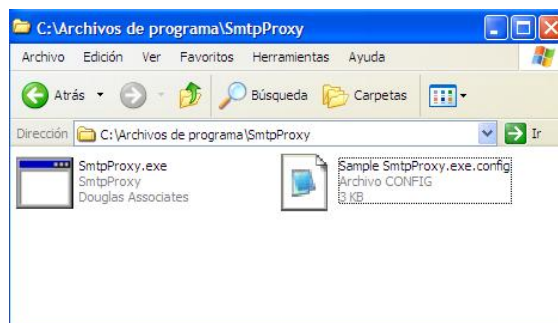 C:\Archivos de programa\SmtpProxy
Archivo Edición Ver Favoritos Herramientas Ayuda
Atrás Búsqueda Carpetas
Dirección C:\Archivos de programa\SmtpProxy Ir
SmtpProxy.exe
SmtpProxy
Douglas Associates
Sample SmtpProxy.exe.config
Archivo CONFIG
3 KB